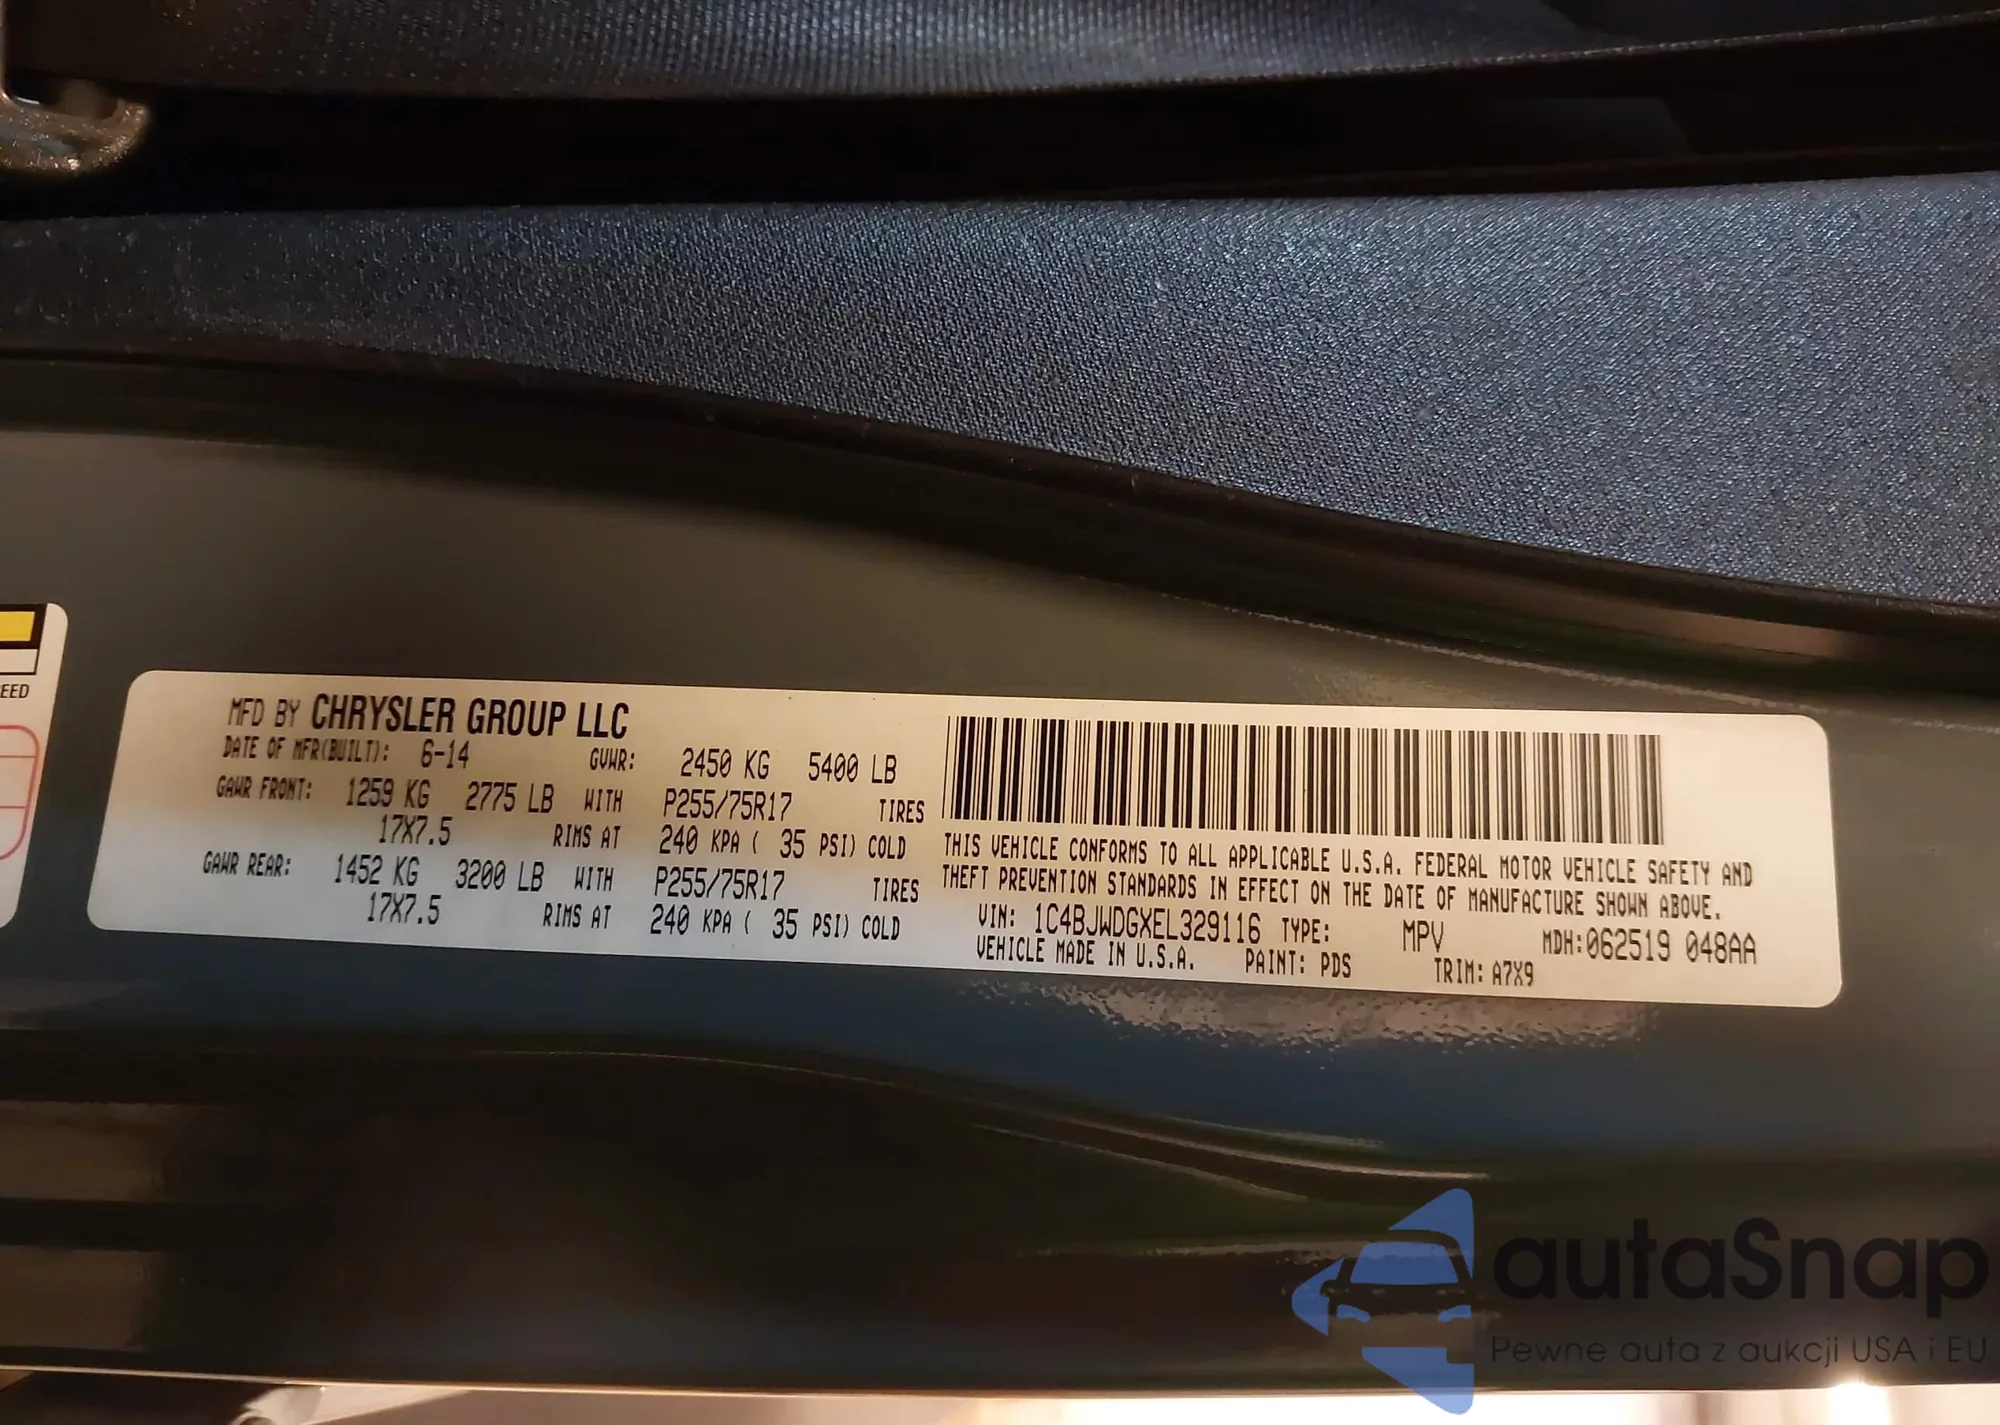 EED
MFD BY CHRYSLER GROUP LLC
DATE OF MFR(BUILT): 6-14 GVWR: 2450 KG 5400 LB
GAWR FRONT: 1259 KG 2775 LB WITH P255/75R17 TIRES
17X7.5 RIMS AT 240 KPA ( 35 PSI) COLD
GAWR REAR: 1452 KG 3200 LB WITH P255/75R17 TIRES
17X7.5 RIMS AT 240 KPA ( 35 PSI) COLD
THIS VEHICLE CONFORMS TO ALL APPLICABLE U.S.A. FEDERAL MOTOR VEHICLE SAFETY AND
THEFT PREVENTION STANDARDS IN EFFECT ON THE DATE OF MANUFACTURE SHOWN ABOVE.
VIN: 1C4BJWDGXEL329116 TYPE: MPV MDH:062519 048AA
VEHICLE MADE IN U.S.A. PAINT: PDS TRIM: A7X9
autaSnap
Pewne auta z aukcji USA i EU